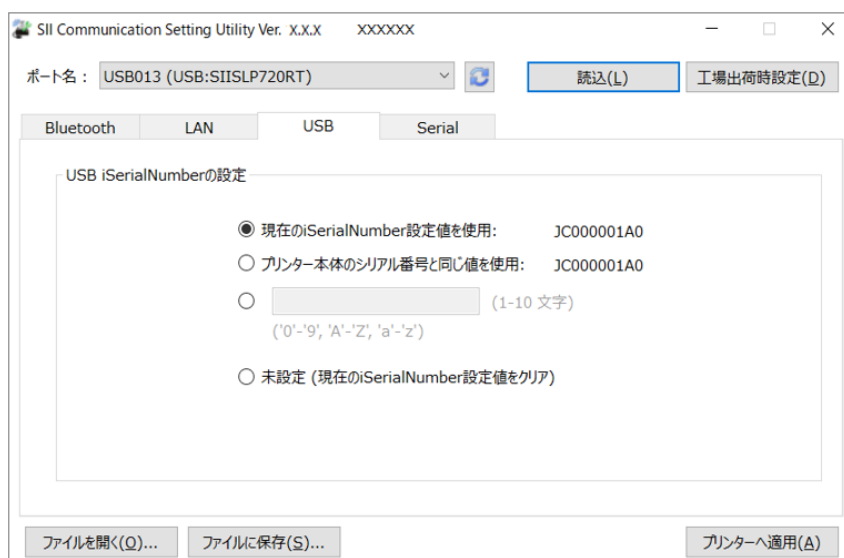 SII Communication Setting Utility Ver. X.X.X XXXXXX
ポート名 : USB013 (USB:SIISLP720RT) 読込(L) 工場出荷時設定(D)
Bluetooth LAN USB Serial
USB iSerialNumberの設定
現在のiSerialNumber設定値を使用: JC000001A0
プリンター本体のシリアル番号と同じ値を使用: JC000001A0
(1-10 文字)
('0'-'9', 'A'-'Z', 'a'-'z')
未設定 (現在のiSerialNumber設定値をクリア)
ファイルを開く(O)... ファイルに保存(S)... プリンターへ適用(A)